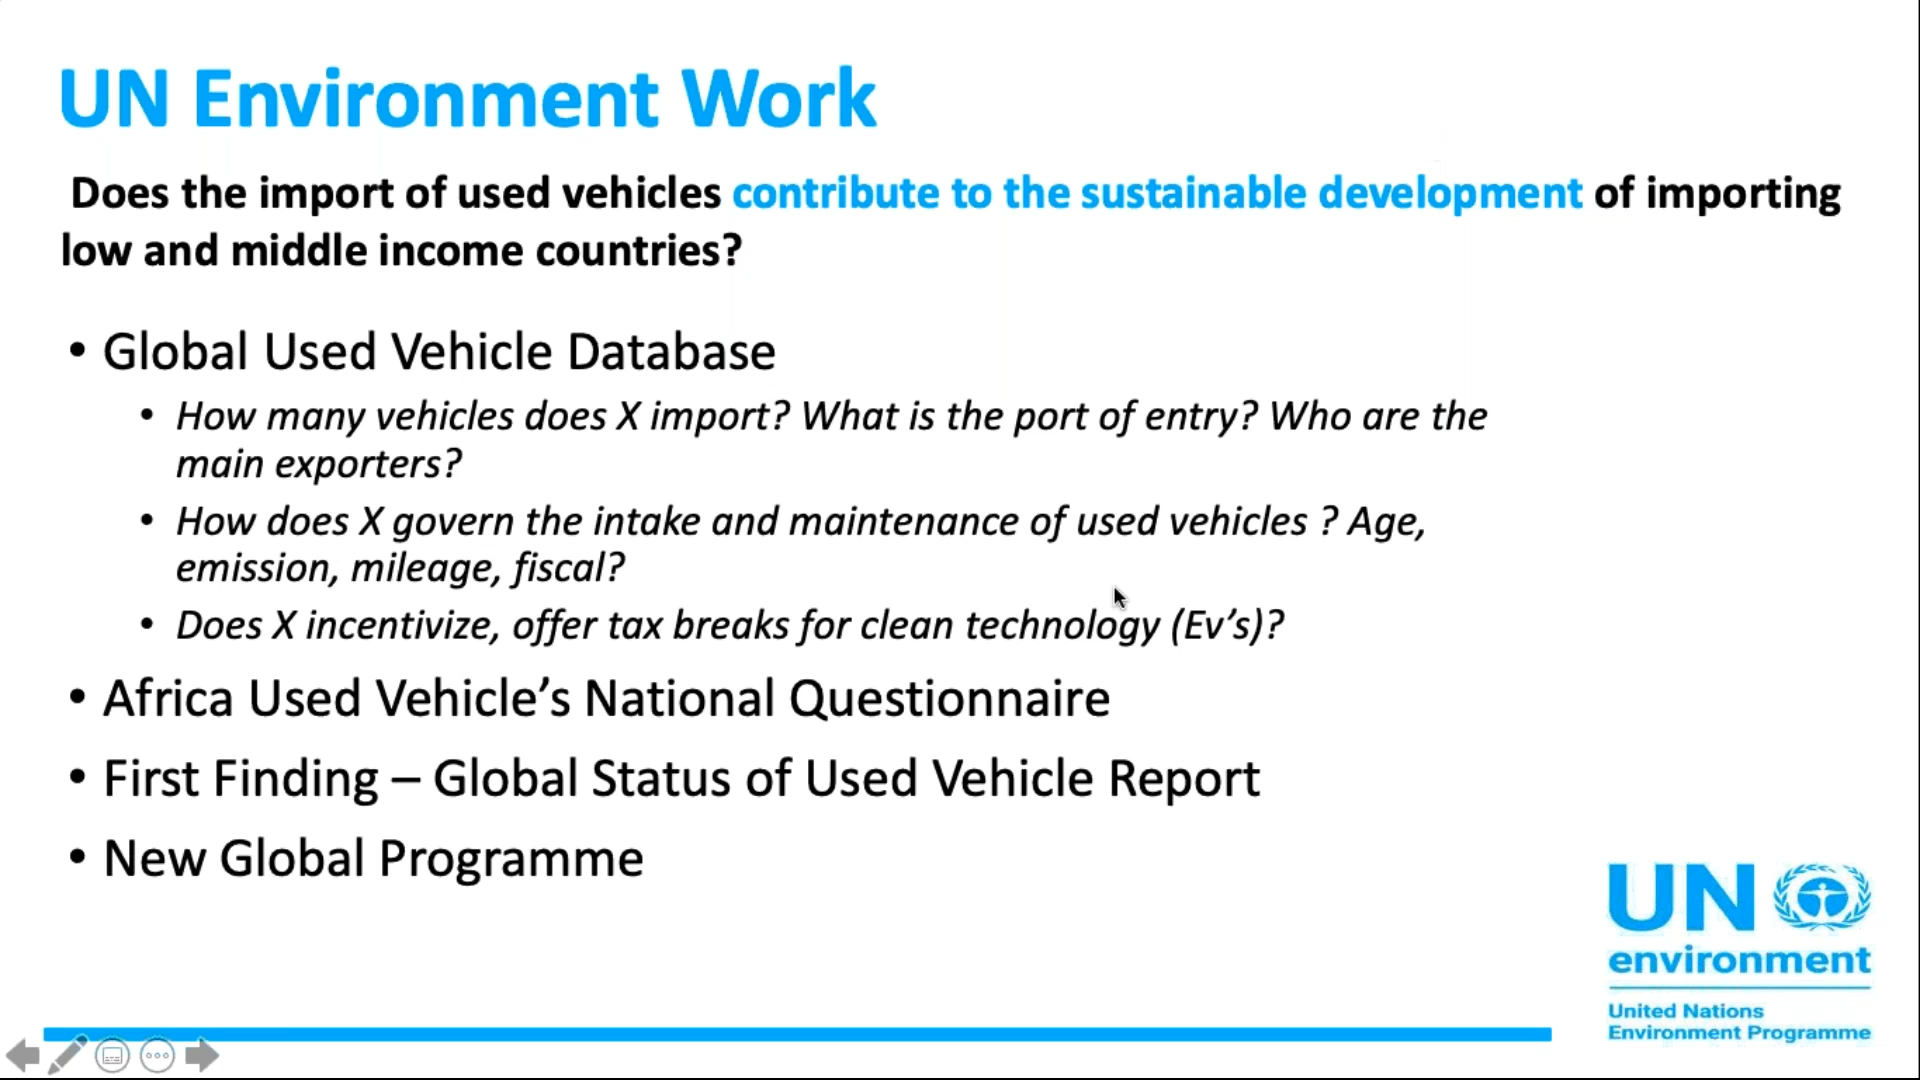 UN Environment Work
Does the import of used vehicles contribute to the sustainable development of importing
low and middle income countries?
• Global Used Vehicle Database
• How many vehicles does X import? What is the port of entry? Who are the
main exporters?
• How does X govern the intake and maintenance of used vehicles ? Age,
emission, mileage, fiscal?
• Does X incentivize, offer tax breaks for clean technology (Ev’s)?
• Africa Used Vehicle’s National Questionnaire
• First Finding – Global Status of Used Vehicle Report
• New Global Programme
UN
environment
United Nations
Environment Programme